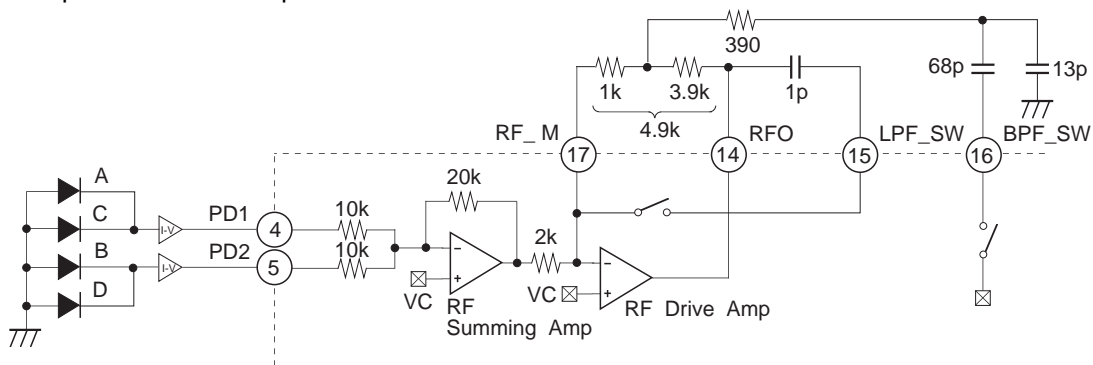 390
68p
13p
1k
3.9k
1p
4.9k
RF_ M
RFO
LPF_SW
BPF_SW
17
14
15
16
A
C
B
D
I-V
I-V
PD1
PD2
4
5
10k
10k
20k
2k
−
+
−
+
VC
VC
RF
Summing Amp
RF Drive Amp